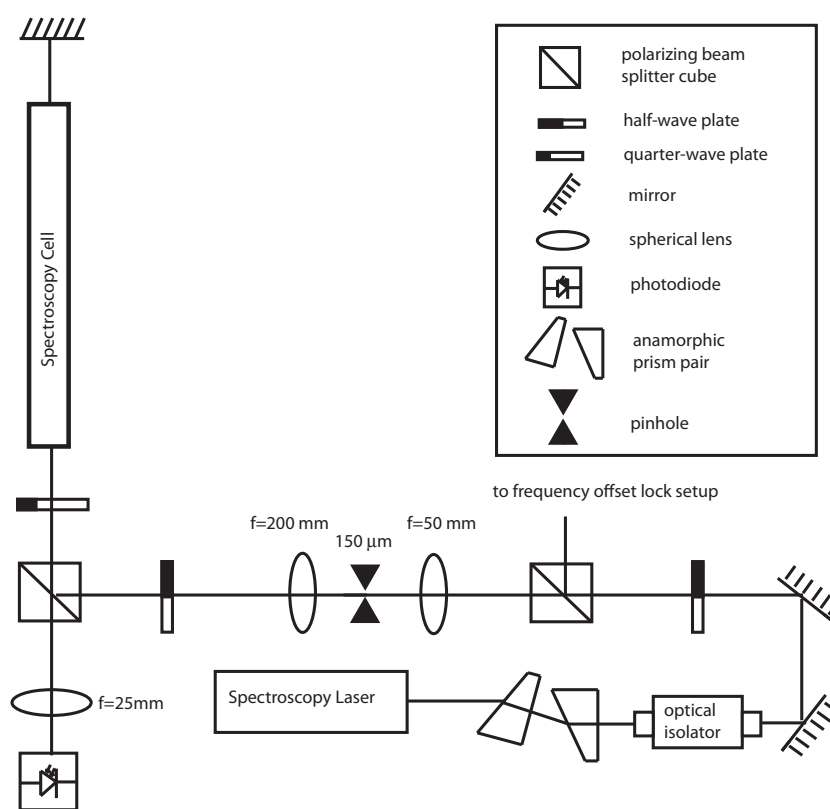 polarizing beam
splitter cube
half-wave plate
quarter-wave plate
mirror
spherical lens
photodiode
anamorphic
prism pair
pinhole
Spectroscopy Cell
to frequency offset lock setup
f=200 mm
150 μm
f=50 mm
Spectroscopy Laser
optical
isolator
f=25mm